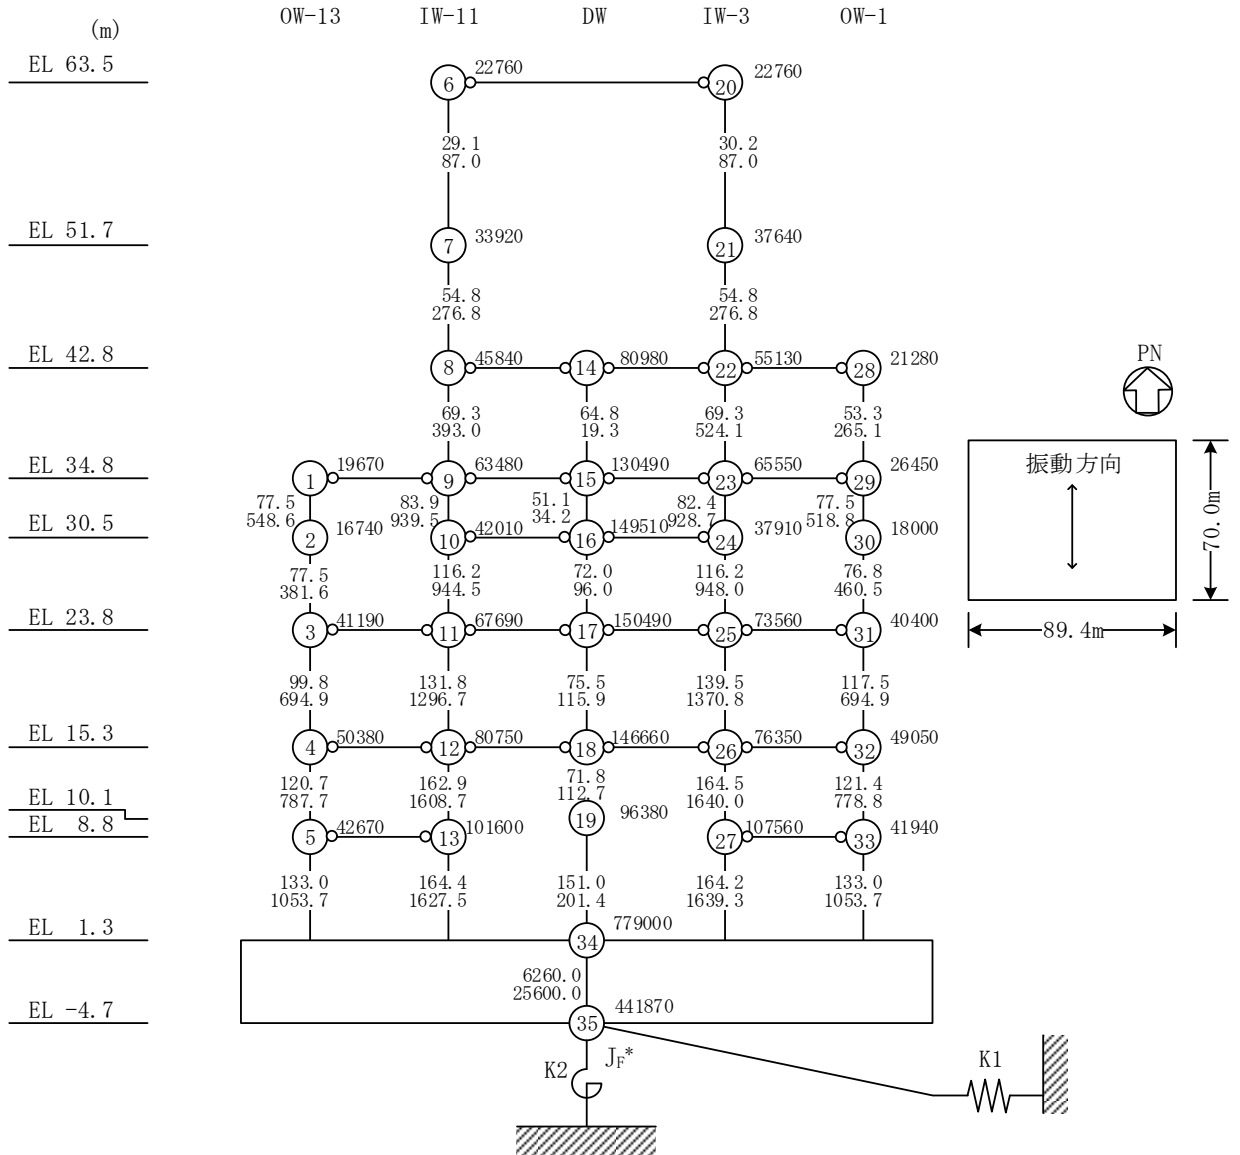 OW-13 IW-11 DW IW-3 OW-1
(m)
EL 63.5
6 22760 20 22760
29.1 30.2
87.0 87.0
EL 51.7
7 33920 21 37640
54.8 54.8
276.8 276.8
EL 42.8
8 45840 14 80980 22 55130 28 21280
69.3 64.8 69.3 53.3
393.0 19.3 524.1 265.1
EL 34.8
1 19670 9 63480 15 130490 23 65550 29 26450
77.5 83.9 51.1 82.4 77.5
548.6 939.5 34.2 928.7 518.8
EL 30.5
2 16740 10 42010 16 149510 24 37910 30 18000
77.5 116.2 72.0 116.2 76.8
381.6 944.5 96.0 948.0 460.5
EL 23.8
3 41190 11 67690 17 150490 25 73560 31 40400
99.8 131.8 75.5 139.5 117.5
694.9 1296.7 115.9 1370.8 694.9
EL 15.3
4 50380 12 80750 18 146660 26 76350 32 49050
120.7 162.9 71.8 164.5 121.4
787.7 1608.7 112.7 1640.0 778.8
EL 10.1
19 96380
EL 8.8
5 42670 13 101600 27 107560 33 41940
133.0 164.4 151.0 164.2 133.0
1053.7 1627.5 201.4 1639.3 1053.7
EL 1.3
34 779000
6260.0
25600.0
EL -4.7
35 441870
K2 J_F* K1
PN
振動方向
70.0m
89.4m